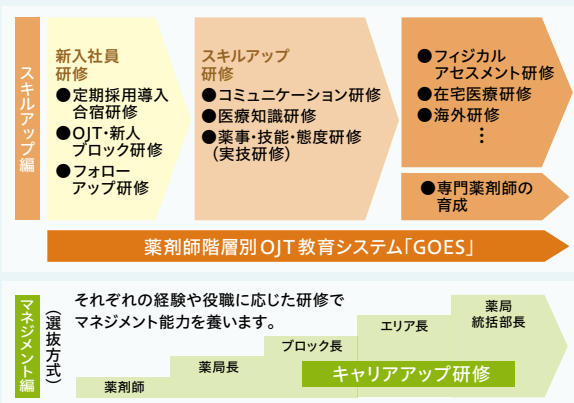 スキルアップ編
新入社員
研修
●定期採用導入
合宿研修
●OJT・新人
ブロック研修
●フォロー
アップ研修
スキルアップ
研修
●コミュニケーション研修
●医療知識研修
●薬事・技能・態度研修
（実技研修）
●フィジカル
アセスメント研修
●在宅医療研修
●海外研修
⋮
●専門薬剤師の
育成
薬剤師階層別OJT教育システム「GOES」
マネジメント編
（選抜方式）
それぞれの経験や役職に応じた研修で
マネジメント能力を養います。
薬剤師
薬局長
ブロック長
エリア長
薬局
統括部長
キャリアアップ研修